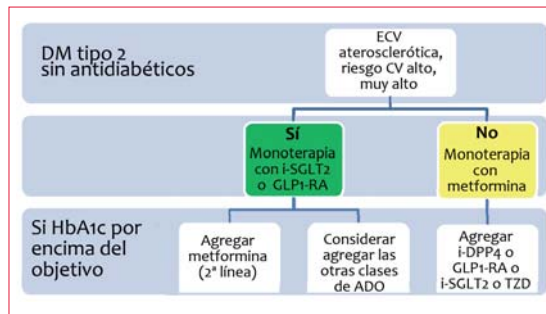 DM tipo 2
sin antidiabéticos
ECV
aterosclerótica,
riesgo CV alto,
muy alto
Sí
Monoterapia
con i-SGLT2
o GLP1-RA
No
Monoterapia
con
metformina
Si HbA1c por
encima del
objetivo
Agregar
metformina
(2ª línea)
Considerar
agregar las
otras clases
de ADO
Agregar
i-DPP4 o
GLP1-RA o
i-SGLT2 o TZD